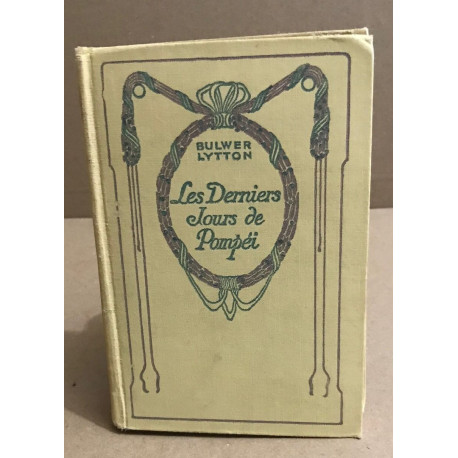 BULWER
LYTTON
Les Derniers
Jours de
Pompéi